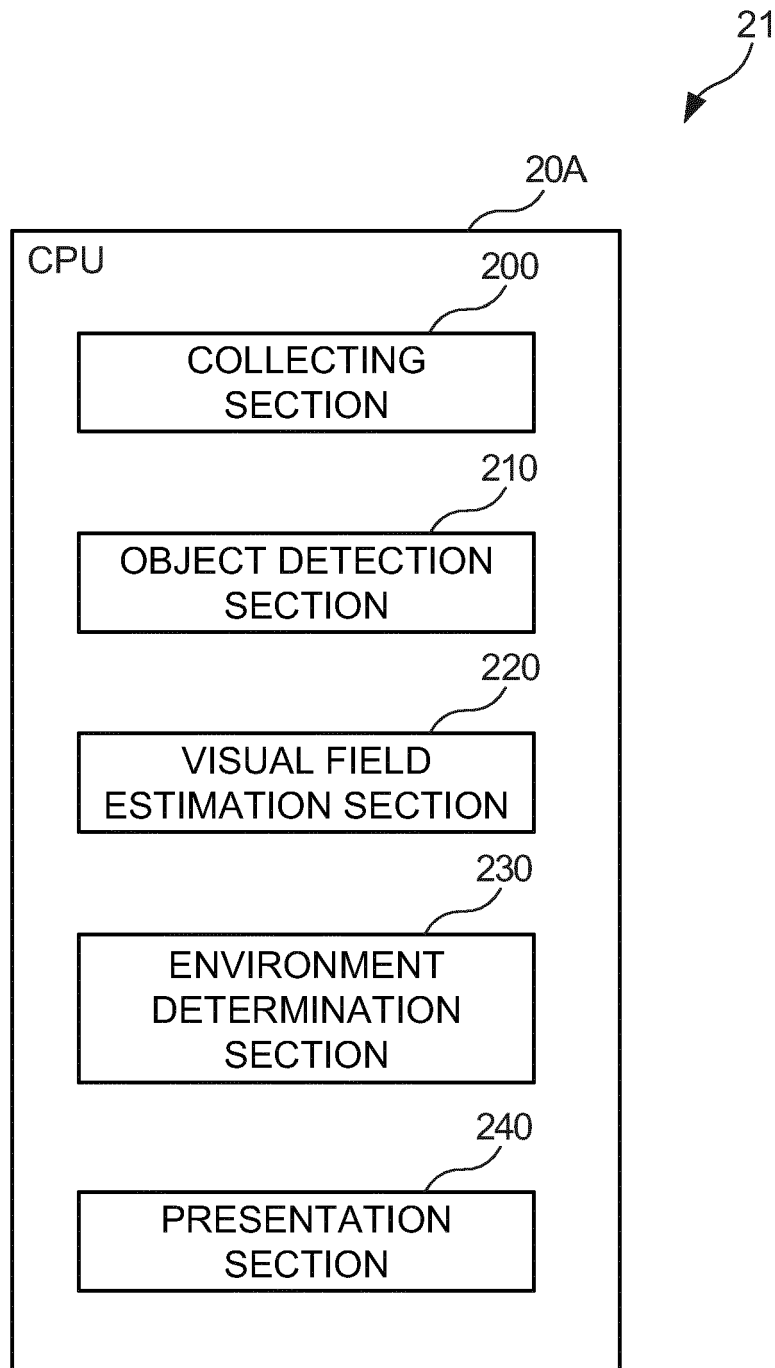 21
20A
CPU
200
COLLECTING
SECTION
210
OBJECT DETECTION
SECTION
220
VISUAL FIELD
ESTIMATION SECTION
230
ENVIRONMENT
DETERMINATION
SECTION
240
PRESENTATION
SECTION